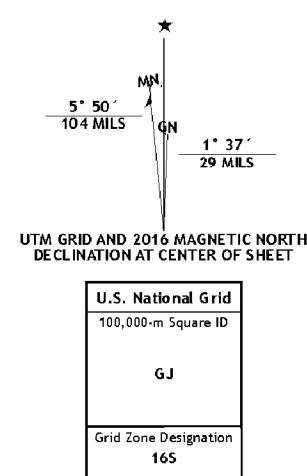 ★
MN
5° 50´
104 MILS
GN
1° 37´
29 MILS
UTM GRID AND 2016 MAGNETIC NORTH
DECLINATION AT CENTER OF SHEET
U.S. National Grid
100,000-m Square ID
GJ
Grid Zone Designation
16S